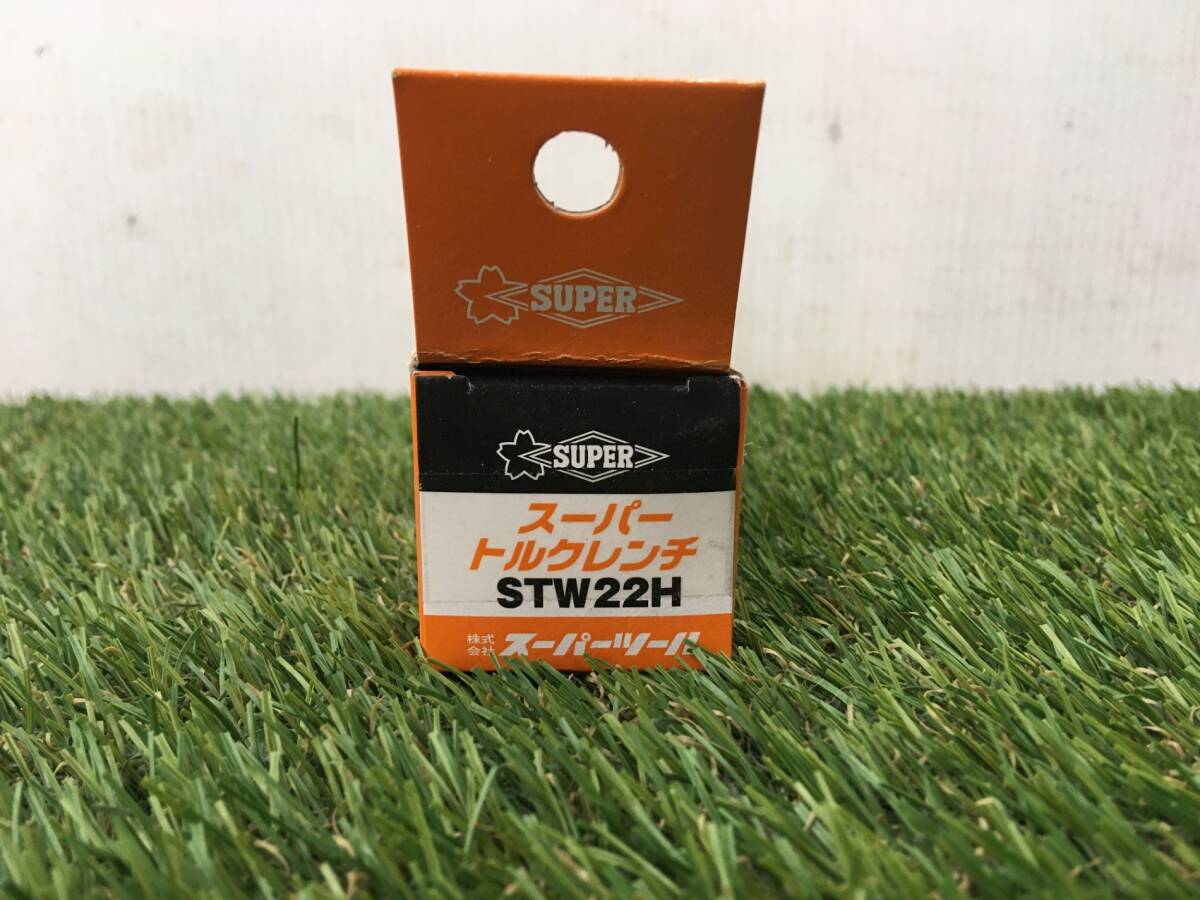 SUPER
SUPER
スーパー
トルクレンチ
STW22H
株式会社 スーパーツール